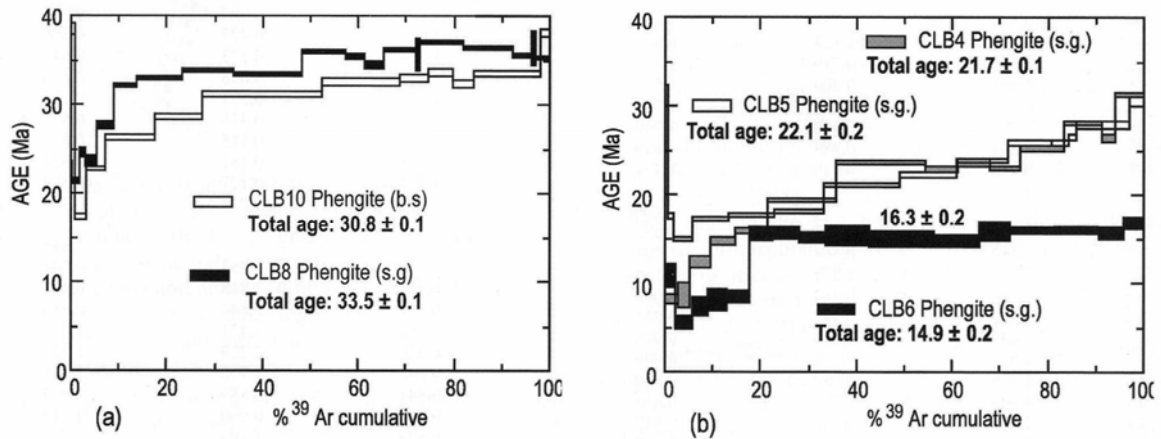 40
30
20
10
0
AGE (Ma)
CLB10 Phengite (b.s)
Total age: 30.8 ± 0.1
CLB8 Phengite (s.g)
Total age: 33.5 ± 0.1
0 20 40 60 80 100
(a)
% 39 Ar cumulative
40
30
20
10
0
AGE (Ma)
CLB4 Phengite (s.g.)
Total age: 21.7 ± 0.1
CLB5 Phengite (s.g.)
Total age: 22.1 ± 0.2
16.3 ± 0.2
CLB6 Phengite (s.g.)
Total age: 14.9 ± 0.2
0 20 40 60 80 100
(b)
% 39 Ar cumulative